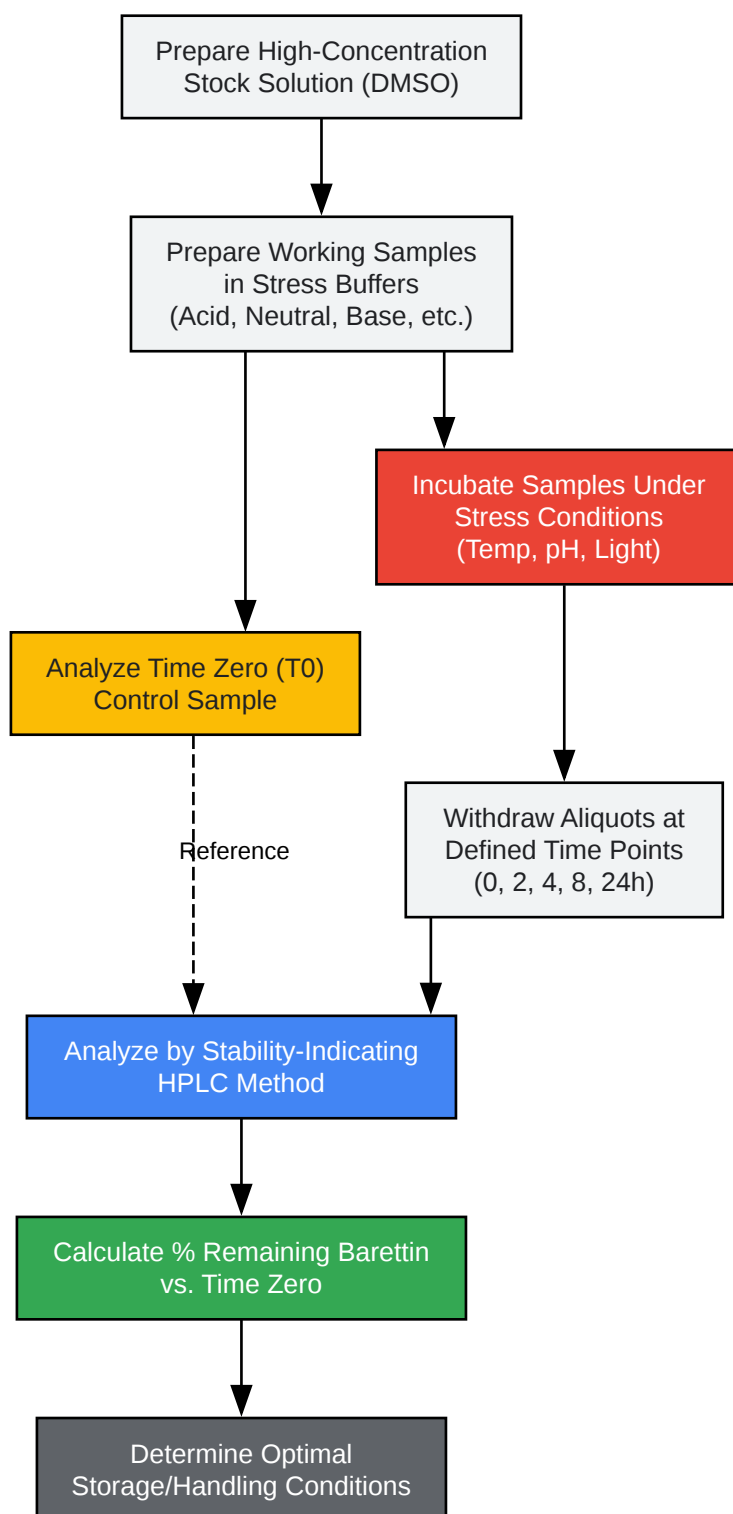 Prepare High-Concentration
Stock Solution (DMSO)
Prepare Working Samples
in Stress Buffers
(Acid, Neutral, Base, etc.)
Incubate Samples Under
Stress Conditions
(Temp, pH, Light)
Analyze Time Zero (T0)
Control Sample
Withdraw Aliquots at
Defined Time Points
(0, 2, 4, 8, 24h)
Reference
Analyze by Stability-Indicating
HPLC Method
Calculate % Remaining Barettin
vs. Time Zero
Determine Optimal
Storage/Handling Conditions